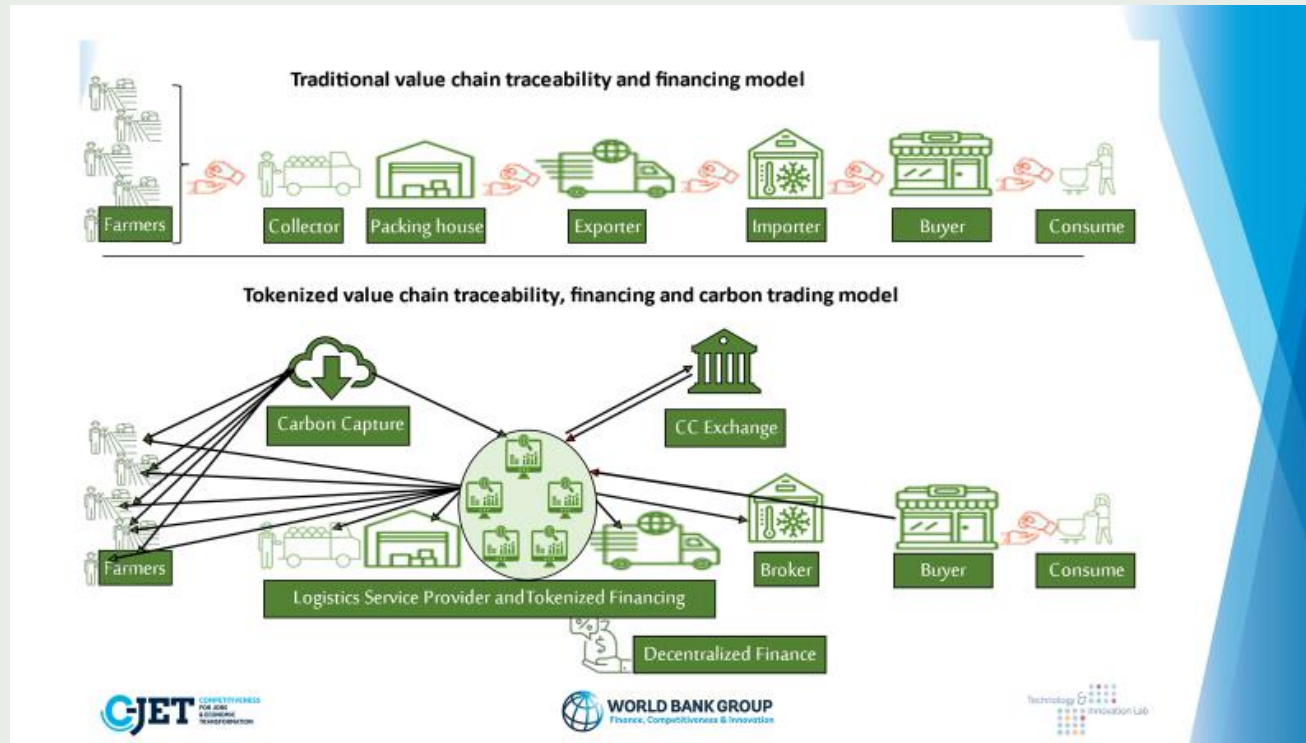 Traditional value chain traceability and financing model
Farmers
Collector
Packing house
Exporter
Importer
Buyer
Consume
Tokenized value chain traceability, financing and carbon trading model
Carbon Capture
CC Exchange
Farmers
Broker
Buyer
Consume
Logistics Service Provider and Tokenized Financing
%
$
Decentralized Finance
C-JET
COMPETITIVENESS
FOR JOBS
& ECONOMIC
TRANSFORMATION
WORLD BANK GROUP
Finance, Competitiveness & Innovation
Technology &
Innovation Lab